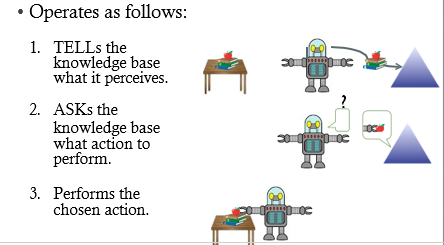 • Operates as follows:
1. TELLs the
knowledge base
what it perceives.
2. ASKs the
knowledge base
what action to
perform.
3. Performs the
chosen action.
?